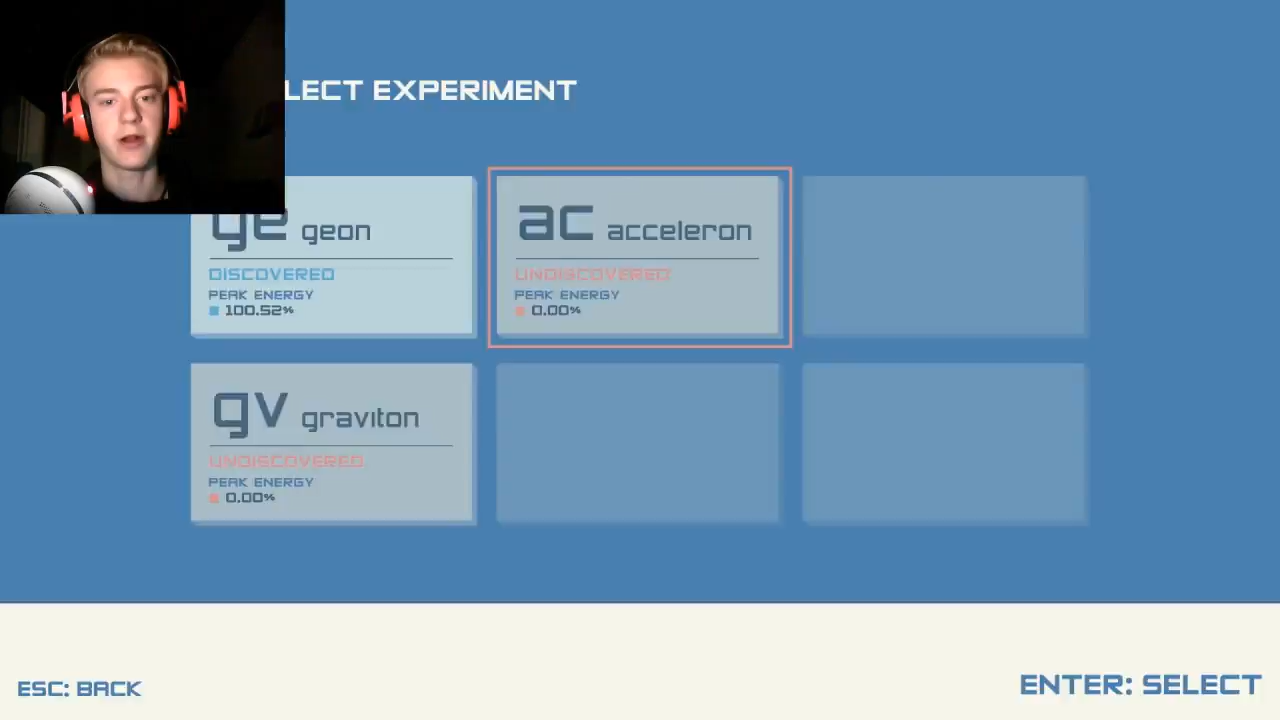 LECT EXPERIMENT
ge geon
DISCOVERED
PEAK ENERGY
100.52%
ac acceleron
UNDISCOVERED
PEAK ENERGY
0.00%
gv graviton
UNDISCOVERED
PEAK ENERGY
0.00%
ESC: BACK
ENTER: SELECT